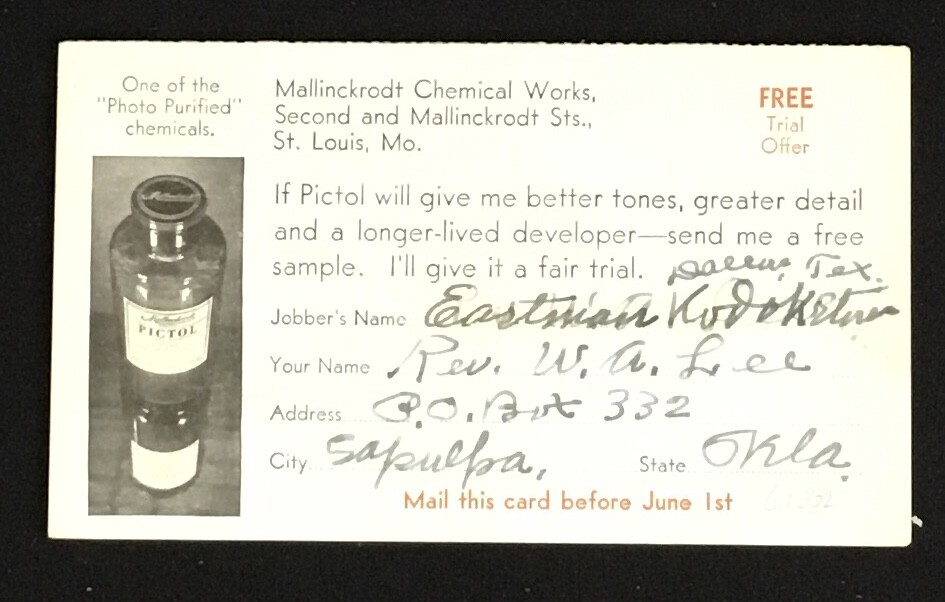 One of the
"Photo Purified"
chemicals.
PICTOL
Mallinckrodt Chemical Works,
Second and Mallinckrodt Sts.,
St. Louis, Mo.
FREE
Trial
Offer
If Pictol will give me better tones, greater detail
and a longer-lived developer—send me a free
sample. I'll give it a fair trial. Dallas, Tex.
Jobber's Name Eastman Kodak Stores
Your Name Rev. W. A. Lee
Address P.O. Box 332
City Sapulpa, State Okla.
Mail this card before June 1st